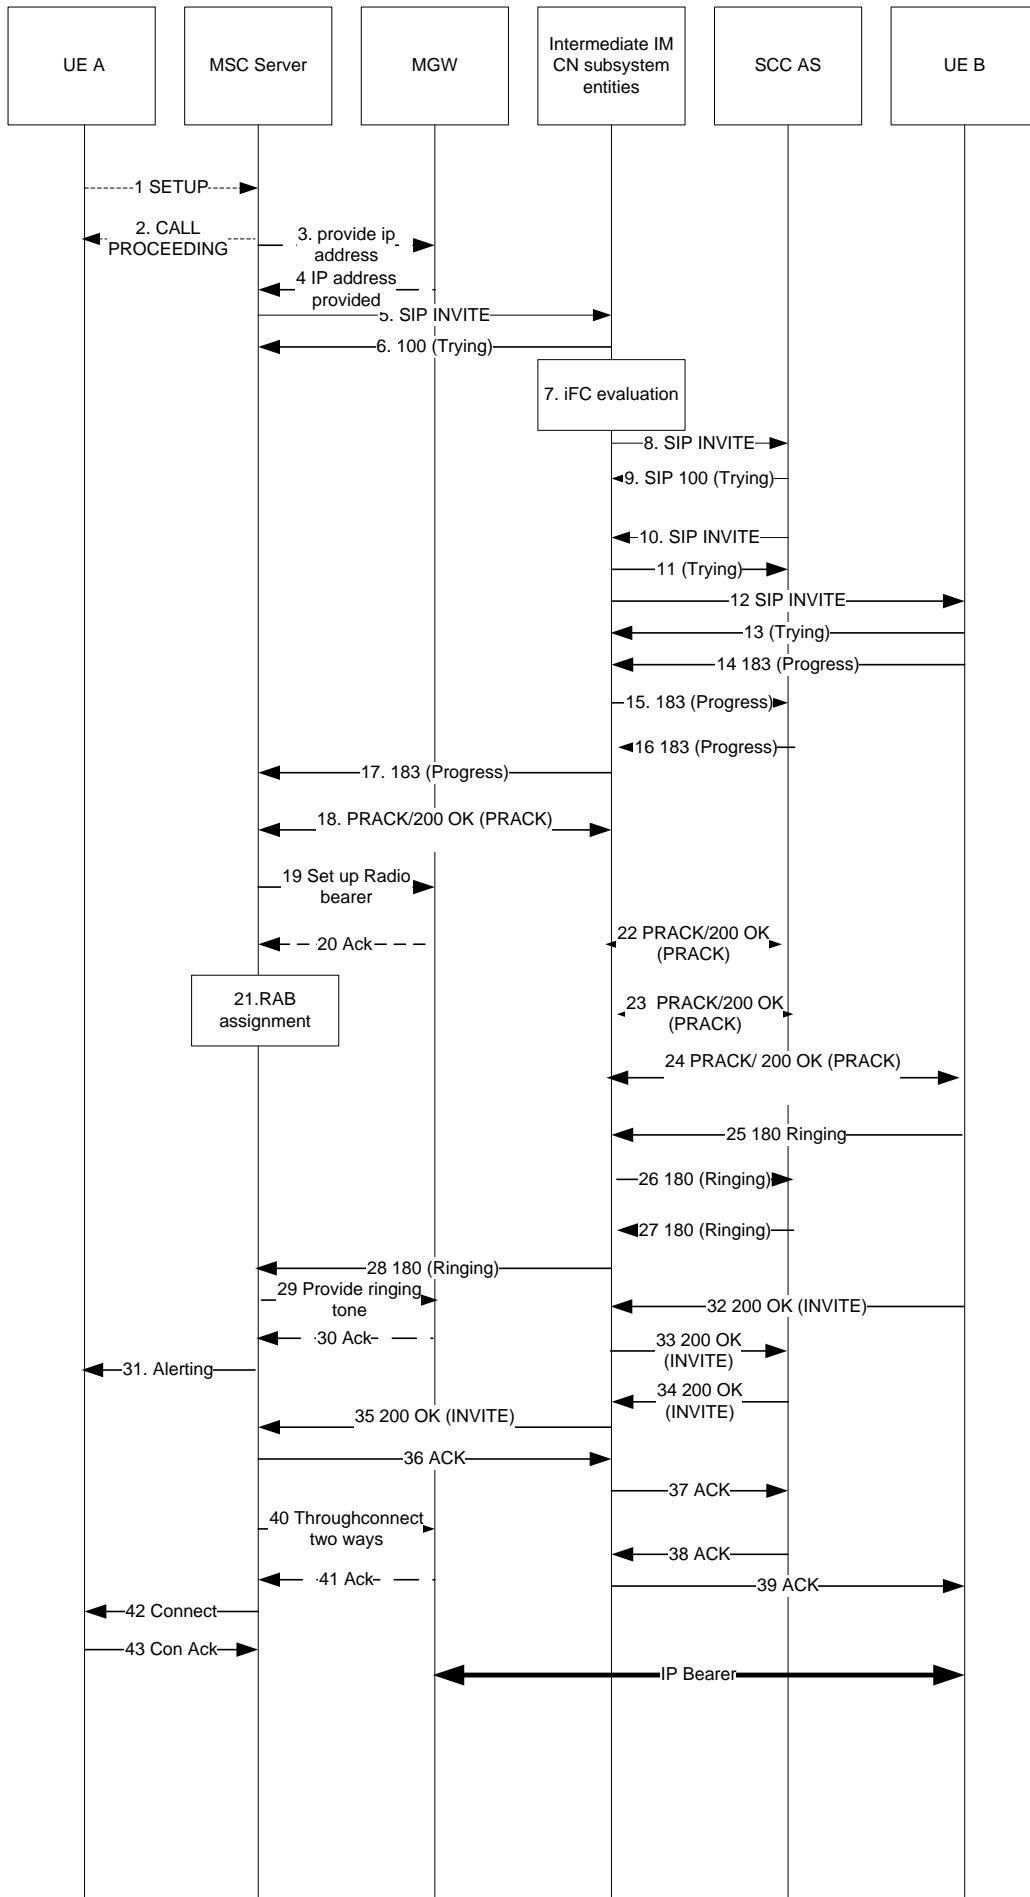 UE A
MSC Server
MGW
Intermediate IM
CN subsystem
entities
SCC AS
UE B
1 SETUP
2. CALL
PROCEEDING
3. provide ip
address
4 IP address
provided
5. SIP INVITE
6. 100 (Trying)
7. iFC evaluation
8. SIP INVITE
9. SIP 100 (Trying)
10. SIP INVITE
11 (Trying)
12 SIP INVITE
13 (Trying)
14 183 (Progress)
15. 183 (Progress)
16 183 (Progress)
17. 183 (Progress)
18. PRACK/200 OK (PRACK)
19 Set up Radio
bearer
20 Ack
22 PRACK/200 OK
(PRACK)
21.RAB
assignment
23 PRACK/200 OK
(PRACK)
24 PRACK/ 200 OK (PRACK)
25 180 Ringing
26 180 (Ringing)
27 180 (Ringing)
28 180 (Ringing)
29 Provide ringing
tone
32 200 OK (INVITE)
30 Ack
33 200 OK
(INVITE)
31. Alerting
34 200 OK
(INVITE)
35 200 OK (INVITE)
36 ACK
37 ACK
40 Throughconnect
two ways
38 ACK
41 Ack
39 ACK
42 Connect
43 Con Ack
IP Bearer